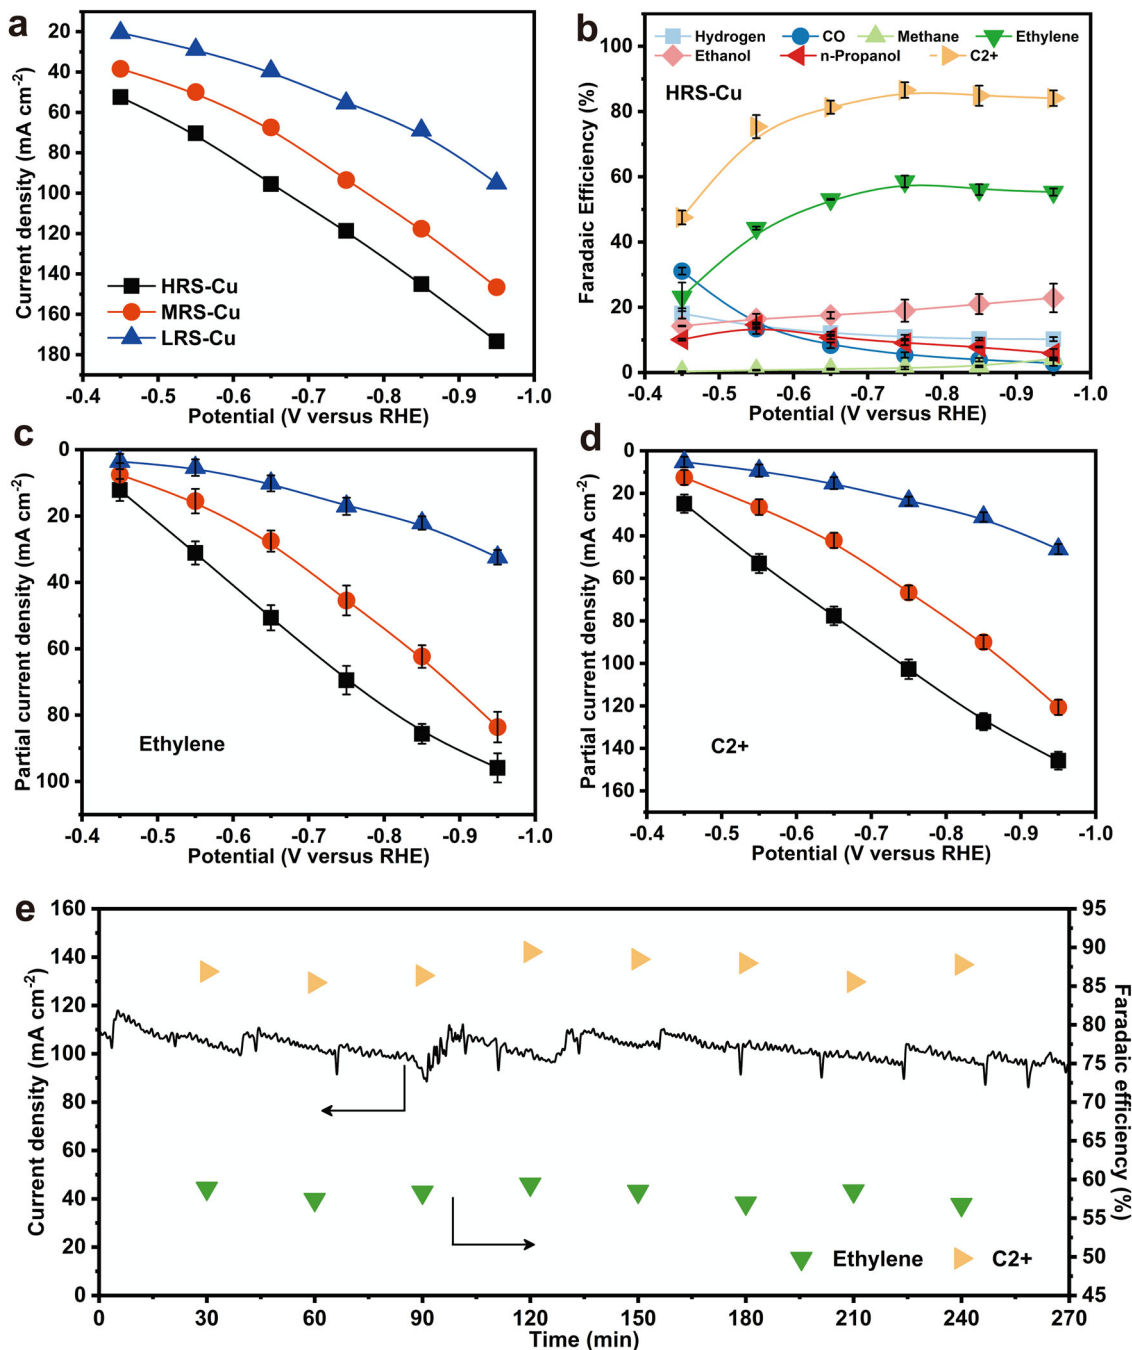 a
20
40
60
80
100
120
140
160
180
Current density (mA cm-2)
HRS-Cu
MRS-Cu
LRS-Cu
-0.4 -0.5 -0.6 -0.7 -0.8 -0.9 -1.0
Potential (V versus RHE)
b
100
80
60
40
20
0
Faradaic Efficiency (%)
Hydrogen CO Methane Ethylene
Ethanol n-Propanol C2+
HRS-Cu
-0.4 -0.5 -0.6 -0.7 -0.8 -0.9 -1.0
Potential (V versus RHE)
c
0
20
40
60
80
100
Partial current density (mA cm-2)
Ethylene
-0.4 -0.5 -0.6 -0.7 -0.8 -0.9 -1.0
Potential (V versus RHE)
d
0
20
40
60
80
100
120
140
160
Partial current density (mA cm-2)
C2+
-0.4 -0.5 -0.6 -0.7 -0.8 -0.9 -1.0
Potential (V versus RHE)
e
160
140
120
100
80
60
40
20
0
Current density (mA cm-2)
95
90
85
80
75
70
65
60
55
50
45
Faradaic efficiency (%)
Ethylene C2+
0 30 60 90 120 150 180 210 240 270
Time (min)